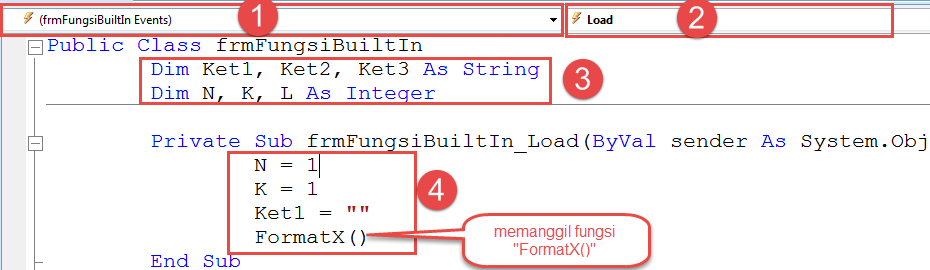 1
2
(frmFungsiBuiltIn Events)
Load
Public Class frmFungsiBuiltIn
Dim Ket1, Ket2, Ket3 As String
3
Dim N, K, L As Integer
Private Sub frmFungsiBuiltIn_Load(ByVal sender As System.Obj
N = 1
K = 1
4
Ket1 = ""
FormatX()
memanggil fungsi
"FormatX()"
End Sub